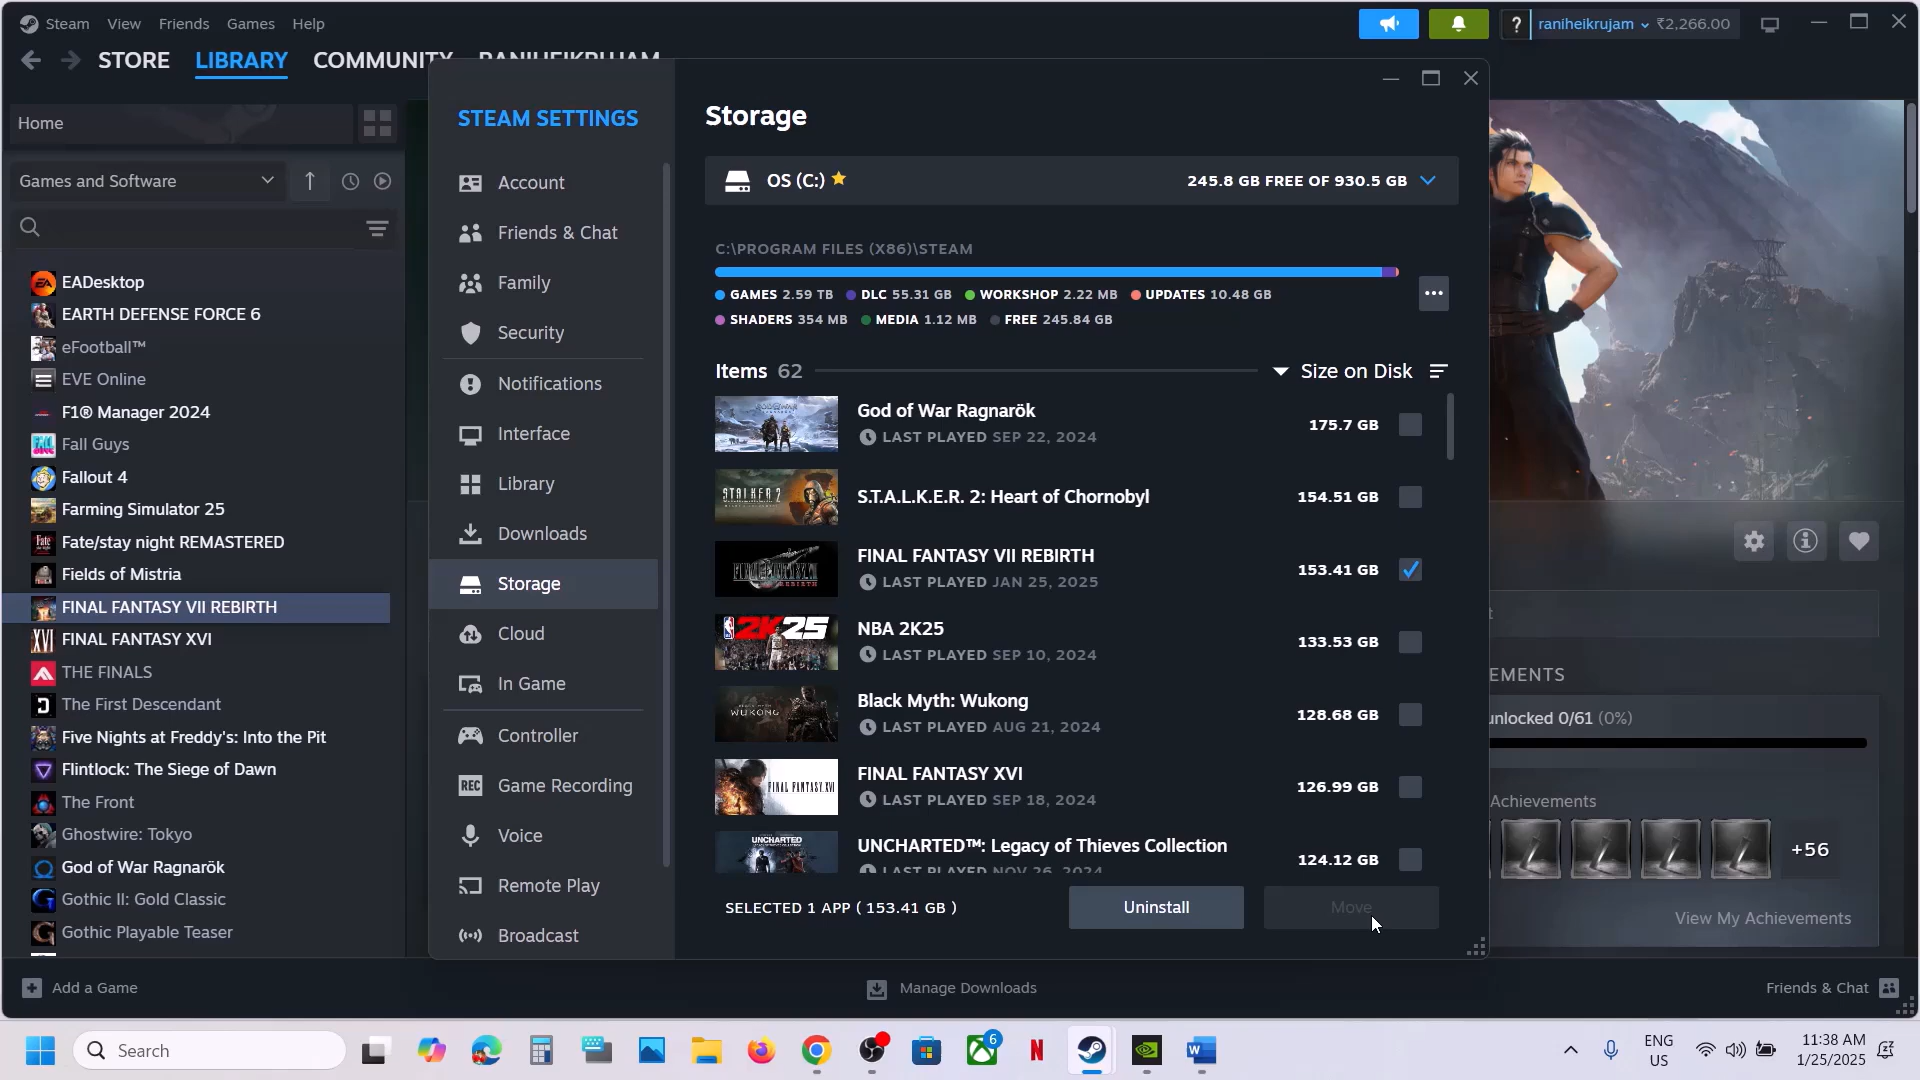 Steam View Friends Games Help
raniheikrujam ₹2,266.00
STORE LIBRARY COMMUNITY RANIHEIKRUJAM
Home
Games and Software
EADesktop
EARTH DEFENSE FORCE 6
eFootball™
EVE Online
F1® Manager 2024
Fall Guys
Fallout 4
Farming Simulator 25
Fate/stay night REMASTERED
Fields of Mistria
FINAL FANTASY VII REBIRTH
FINAL FANTASY XVI
THE FINALS
The First Descendant
Five Nights at Freddy's: Into the Pit
Flintlock: The Siege of Dawn
The Front
Ghostwire: Tokyo
God of War Ragnarök
Gothic II: Gold Classic
Gothic Playable Teaser
STEAM SETTINGS
Account
Friends & Chat
Family
Security
Notifications
Interface
Library
Downloads
Storage
Cloud
In Game
Controller
REC Game Recording
Voice
Remote Play
Broadcast
Storage
OS (C:) 245.8 GB FREE OF 930.5 GB
C:\PROGRAM FILES (X86)\STEAM
GAMES 2.59 TB DLC 55.31 GB WORKSHOP 2.22 MB UPDATES 10.48 GB
SHADERS 354 MB MEDIA 1.12 MB FREE 245.84 GB
Items 62 Size on Disk
God of War Ragnarök
LAST PLAYED SEP 22, 2024
175.7 GB
S.T.A.L.K.E.R. 2: Heart of Chornobyl
154.51 GB
FINAL FANTASY VII REBIRTH
LAST PLAYED JAN 25, 2025
153.41 GB
NBA 2K25
LAST PLAYED SEP 10, 2024
133.53 GB
Black Myth: Wukong
LAST PLAYED AUG 21, 2024
128.68 GB
FINAL FANTASY XVI
LAST PLAYED SEP 18, 2024
126.99 GB
UNCHARTED™: Legacy of Thieves Collection
LAST PLAYED NOV 26, 2024
124.12 GB
SELECTED 1 APP ( 153.41 GB )
Uninstall Move
EMENTS
unlocked 0/61 (0%)
Achievements
+56
View My Achievements
Add a Game Manage Downloads Friends & Chat
Search
6
ENG
US
11:38 AM
1/25/2025